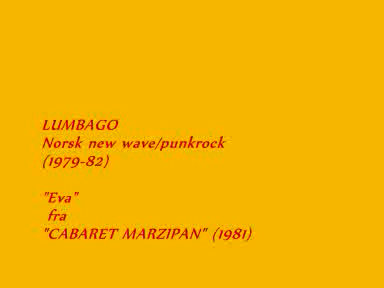 LUMBAGO
Norsk new wave/punkrock
(1979-82)
"Eva"
fra
"CABARET MARZIPAN" (1981)